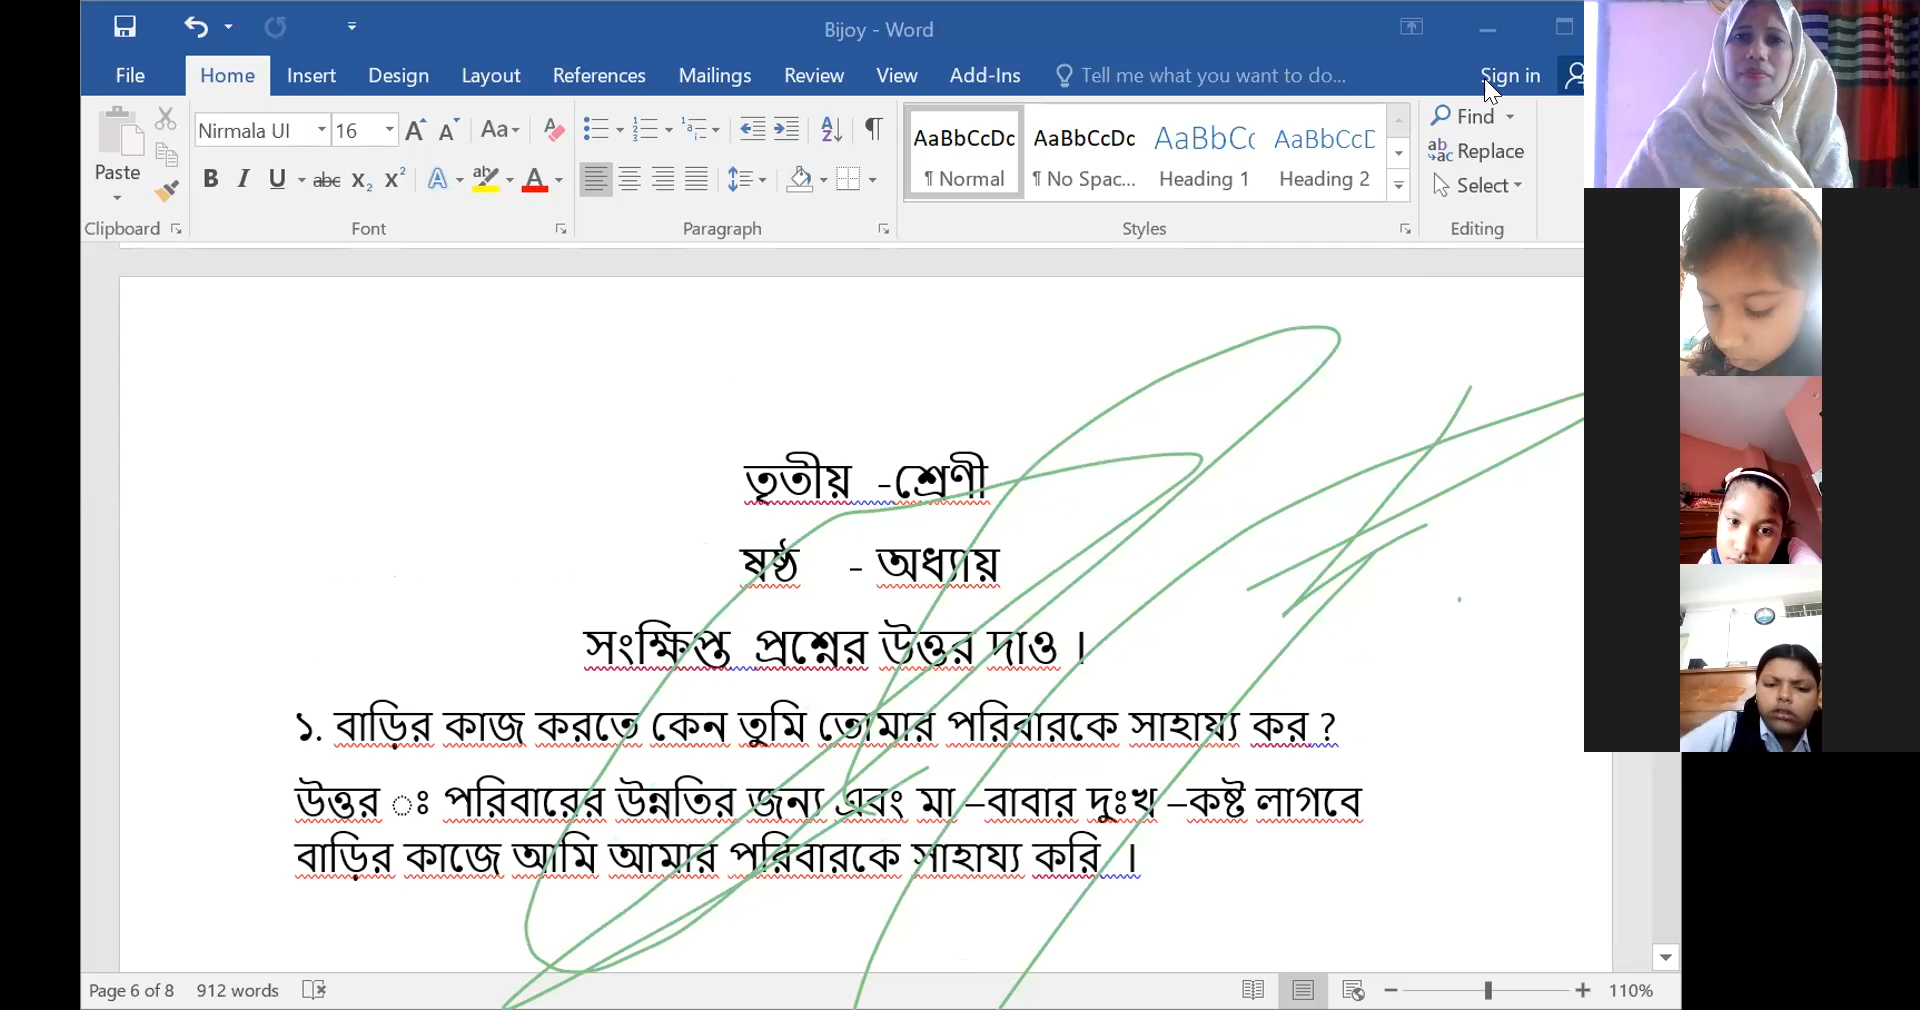 Bijoy - Word
File Home Insert Design Layout References Mailings Review View Add-Ins Tell me what you want to do... Sign in
Paste
Clipboard
Nirmala UI 16
Font
Paragraph
AaBbCcDc AaBbCcDc AaBbCc AaBbCcD
¶ Normal ¶ No Spac... Heading 1 Heading 2
Styles
Find
Replace
Select
Editing
তৃতীয় -শ্রেণী
ষষ্ঠ - অধ্যায়
সংক্ষিপ্ত প্রশ্নের উত্তর দাও ।
১. বাড়ির কাজ করতে কেন তুমি তোমার পরিবারকে সাহায্য কর ?
উত্তর ঃ পরিবারের উন্নতির জন্য এবং মা –বাবার দুঃখ –কষ্ট লাগবে
বাড়ির কাজে আমি আমার পরিবারকে সাহায্য করি ।
Page 6 of 8 912 words 110%